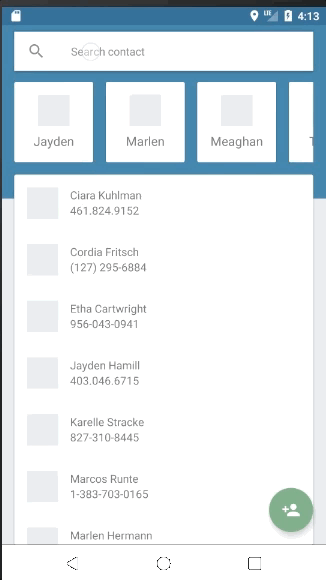 4:13
Search contact
Jayden
Marlen
Meaghan
T
Ciara Kuhlman
461.824.9152
Cordia Fritsch
(127) 295-6884
Etha Cartwright
956-043-0941
Jayden Hamill
403.046.6715
Karelle Stracke
827-310-8445
Marcos Runte
1-383-703-0165
Marlen Hermann